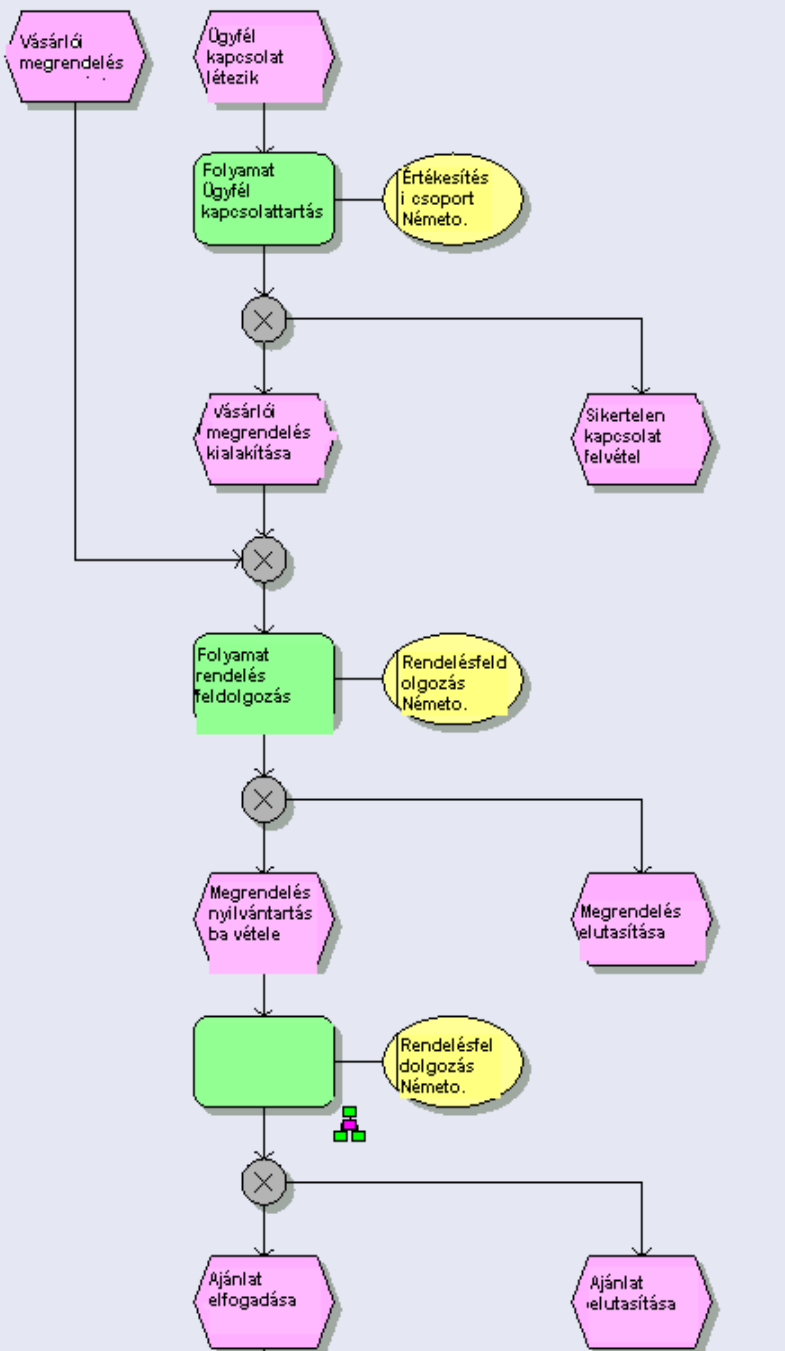 Vásárlói
megrendelés
Ügyfél
kapcsolat
létezik
Folyamat
Ügyfél
kapcsolattartás
Értékesítés
i csoport
Németo.
Vásárlói
megrendelés
kialakítása
Sikertelen
kapcsolat
felvétel
Folyamat
rendelés
feldolgozás
Rendelésfeld
olgozás
Németo.
Megrendelés
nyilvántartás
ba vétele
Megrendelés
elutasítása
Rendelésfel
dolgozás
Németo.
Ajánlat
elfogadása
Ajánlat
elutasítása